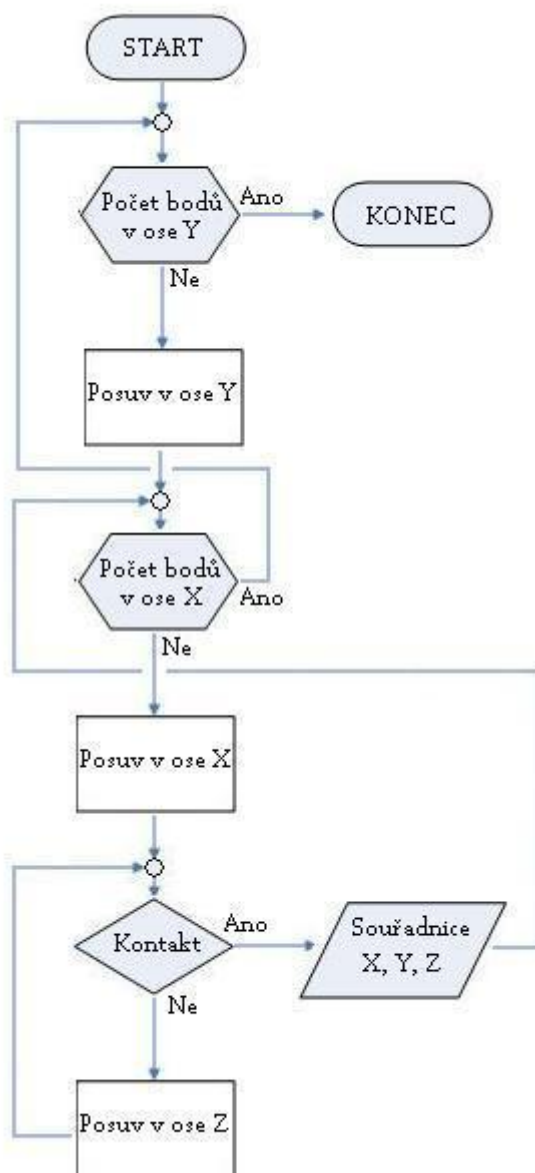 START
Počet bodů
v ose Y
Ano
KONEC
Ne
Posuv v ose Y
Počet bodů
v ose X
Ano
Ne
Posuv v ose X
Kontakt
Ano
Souřadnice
X, Y, Z
Ne
Posuv v ose Z